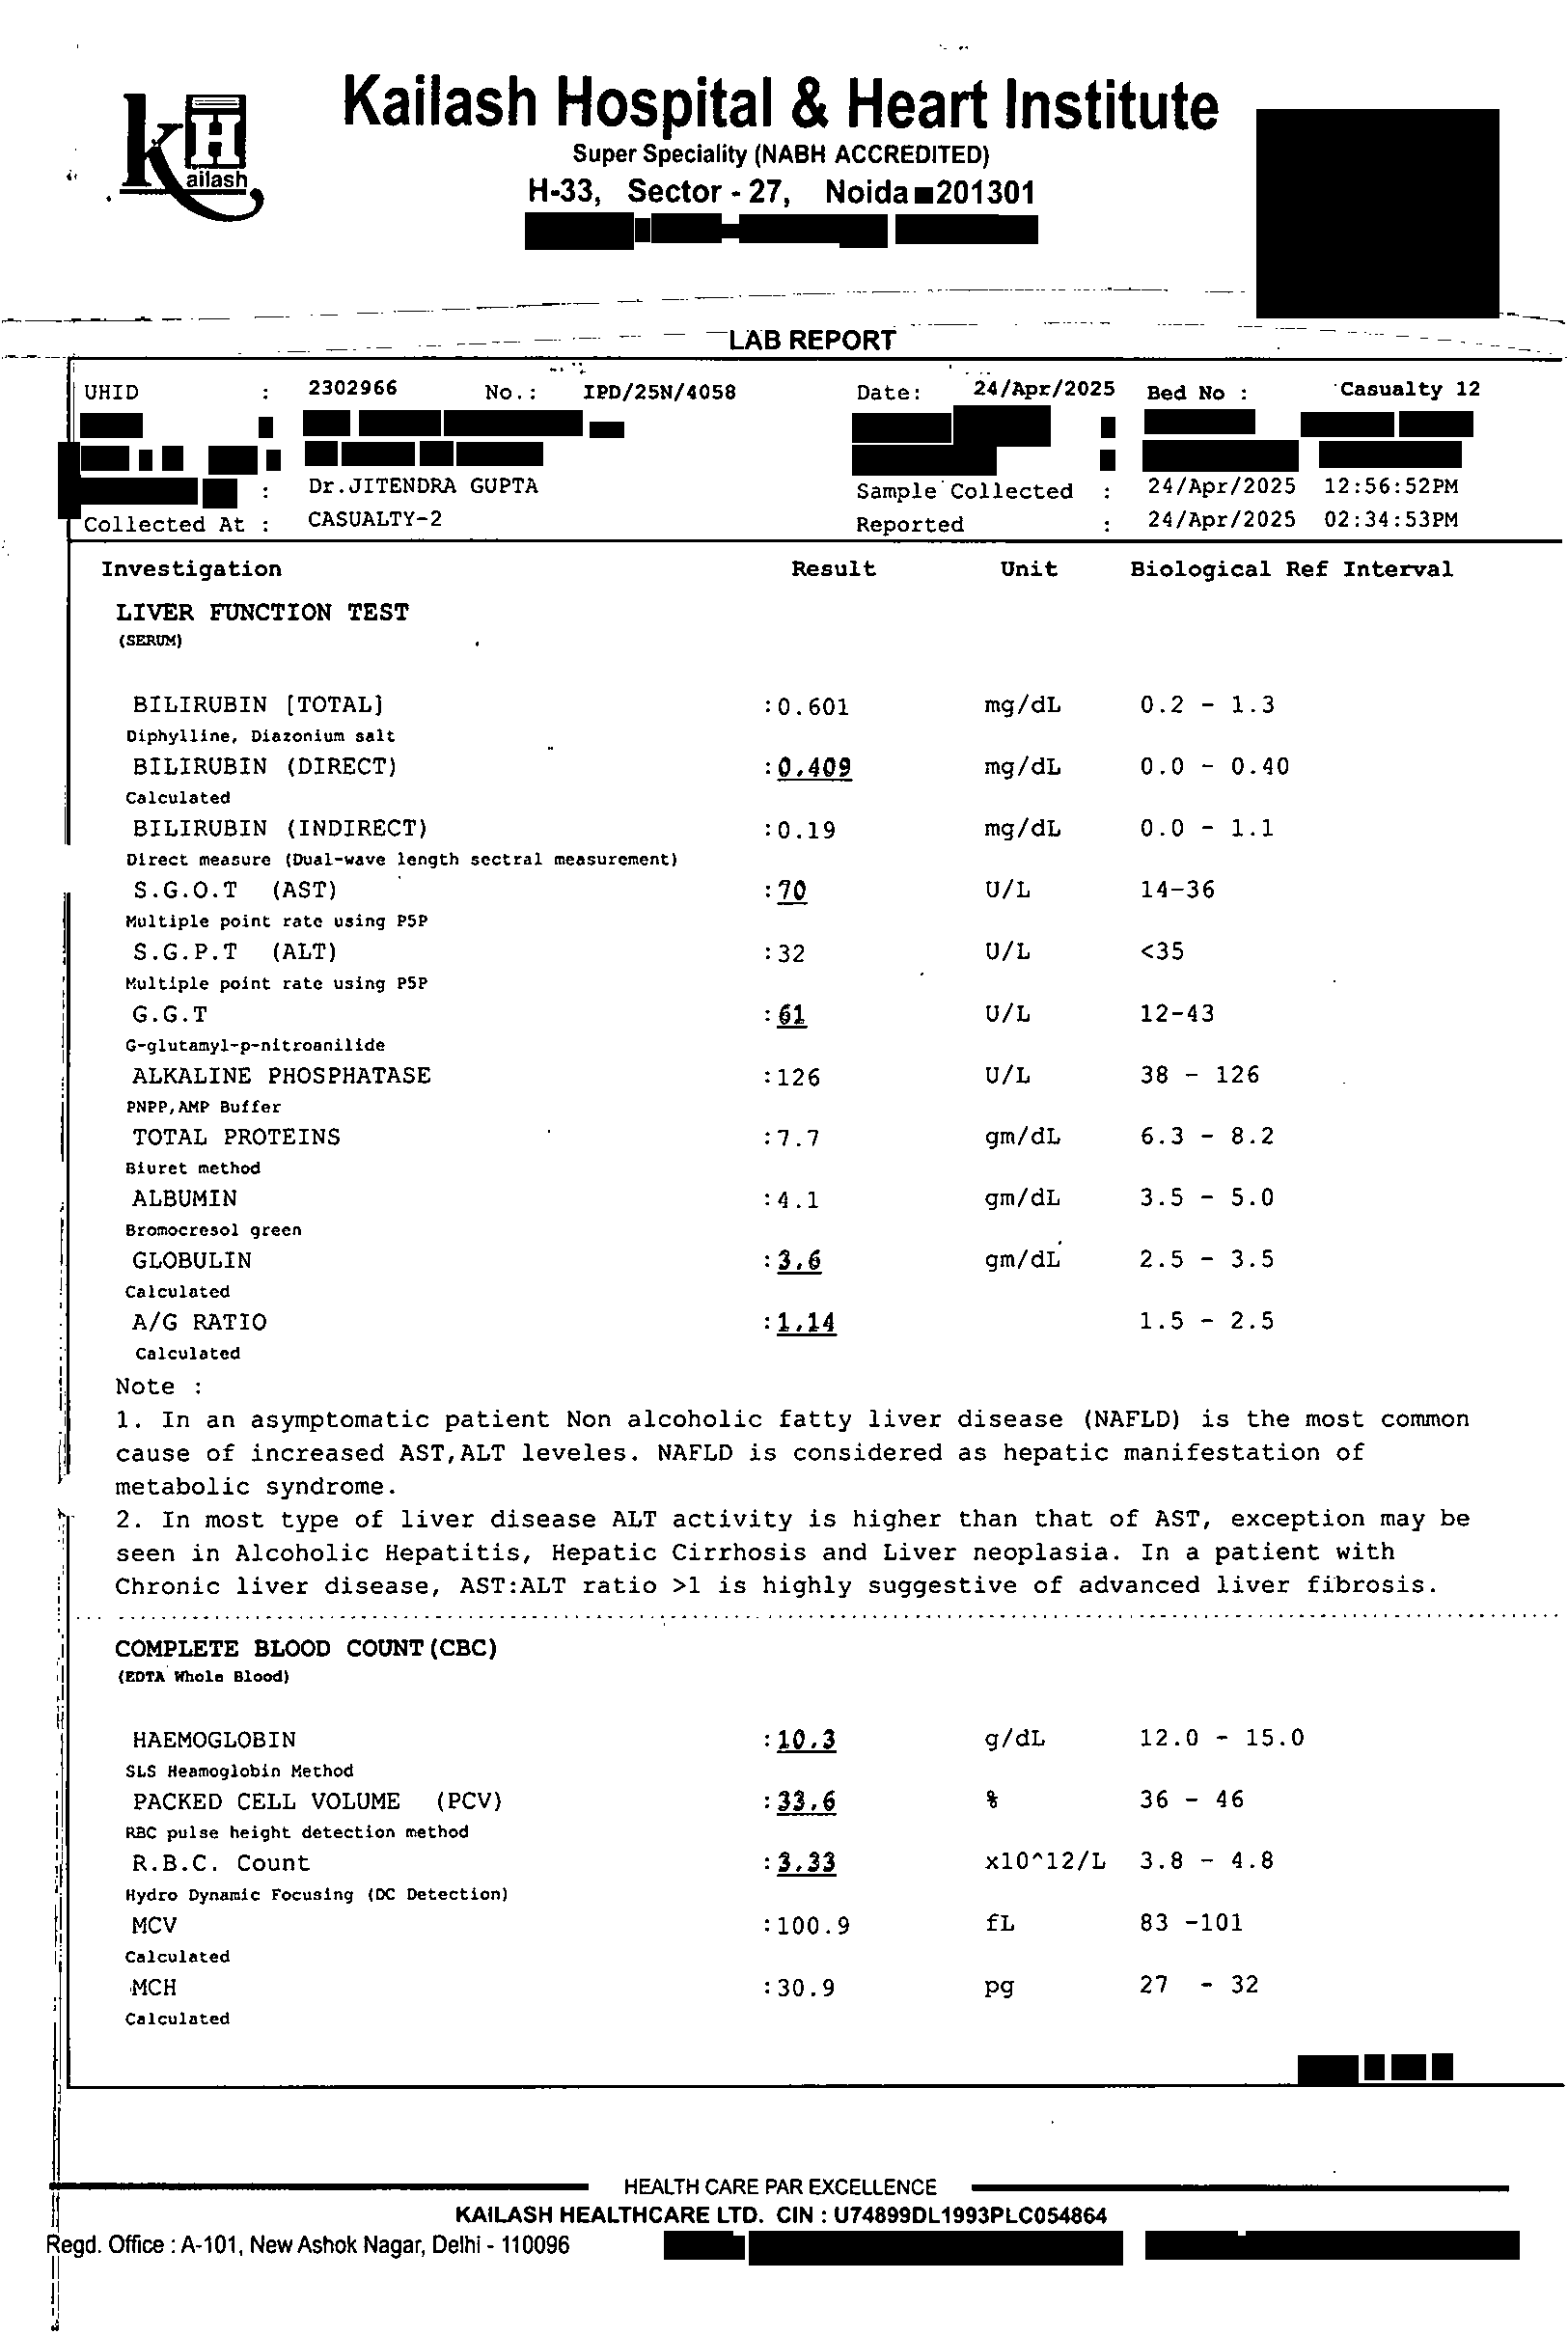 kH
ailash
Kailash Hospital & Heart Institute
Super Speciality (NABH ACCREDITED)
H-33, Sector - 27, Noida 201301
LAB REPORT
UHID : 2302966 No.: IPD/25N/4058 Date: 24/Apr/2025 Bed No : Casualty 12
: Dr.JITENDRA GUPTA Sample Collected : 24/Apr/2025 12:56:52PM
Collected At : CASUALTY-2 Reported : 24/Apr/2025 02:34:53PM
Investigation Result Unit Biological Ref Interval
LIVER FUNCTION TEST
(SERUM)
BILIRUBIN [TOTAL] :0.601 mg/dL 0.2 - 1.3
Diphylline, Diazonium salt
BILIRUBIN (DIRECT) :0.409 mg/dL 0.0 - 0.40
Calculated
BILIRUBIN (INDIRECT) :0.19 mg/dL 0.0 - 1.1
Direct measure (Dual-wave length sectral measurement)
S.G.O.T (AST) :70 U/L 14-36
Multiple point rate using P5P
S.G.P.T (ALT) :32 U/L <35
Multiple point rate using P5P
G.G.T :61 U/L 12-43
G-glutamyl-p-nitroanilide
ALKALINE PHOSPHATASE :126 U/L 38 - 126
PNPP,AMP Buffer
TOTAL PROTEINS :7.7 gm/dL 6.3 - 8.2
Biuret method
ALBUMIN :4.1 gm/dL 3.5 - 5.0
Bromocresol green
GLOBULIN :3.6 gm/dL 2.5 - 3.5
Calculated
A/G RATIO :1.14 1.5 - 2.5
Calculated
Note :
1. In an asymptomatic patient Non alcoholic fatty liver disease (NAFLD) is the most common
cause of increased AST,ALT leveles. NAFLD is considered as hepatic manifestation of
metabolic syndrome.
2. In most type of liver disease ALT activity is higher than that of AST, exception may be
seen in Alcoholic Hepatitis, Hepatic Cirrhosis and Liver neoplasia. In a patient with
Chronic liver disease, AST:ALT ratio >1 is highly suggestive of advanced liver fibrosis.
COMPLETE BLOOD COUNT(CBC)
(EDTA Whole Blood)
HAEMOGLOBIN :10.3 g/dL 12.0 - 15.0
SLS Heamoglobin Method
PACKED CELL VOLUME (PCV) :33.6 % 36 - 46
RBC pulse height detection method
R.B.C. Count :3.33 x10^12/L 3.8 - 4.8
Hydro Dynamic Focusing (DC Detection)
MCV :100.9 fL 83 -101
Calculated
MCH :30.9 pg 27 - 32
Calculated
HEALTH CARE PAR EXCELLENCE
KAILASH HEALTHCARE LTD. CIN : U74899DL1993PLC054864
Regd. Office : A-101, New Ashok Nagar, Delhi - 110096